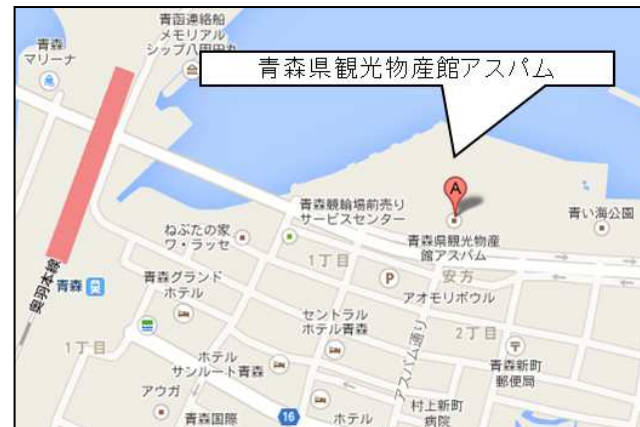 青函連絡船
メモリアル
シップ八甲田丸
青森
マリーナ
青森県観光物産館アスパム
A
青森競輪場前売り
サービスセンター
青い海公園
ねぶたの家
ワ・ラッセ
青森県観光物産
館アスパム
1丁目
安方
青森
奥羽本線
青森グランド
ホテル
P
アオモリボウル
セントラル
ホテル青森
アスパム通り
2丁目
1丁目
ホテル
サンルート青森
青森新町
郵便局
アウガ
青森国際
16
ホテル
村上新町
病院